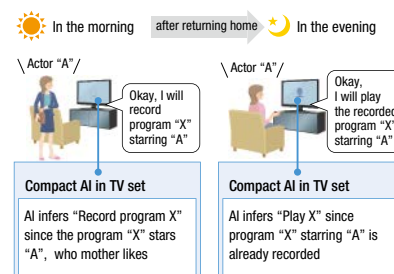 In the morning
after returning home
In the evening
Actor “A”
Okay, I will
record
program “X”
starring “A”
Actor “A”
Okay,
I will play
the recorded
program “X”
starring “A”
Compact AI in TV set
AI infers “Record program X”
since the program “X” stars
“A”, who mother likes
Compact AI in TV set
AI infers “Play X” since
program “X” starring “A” is
already recorded